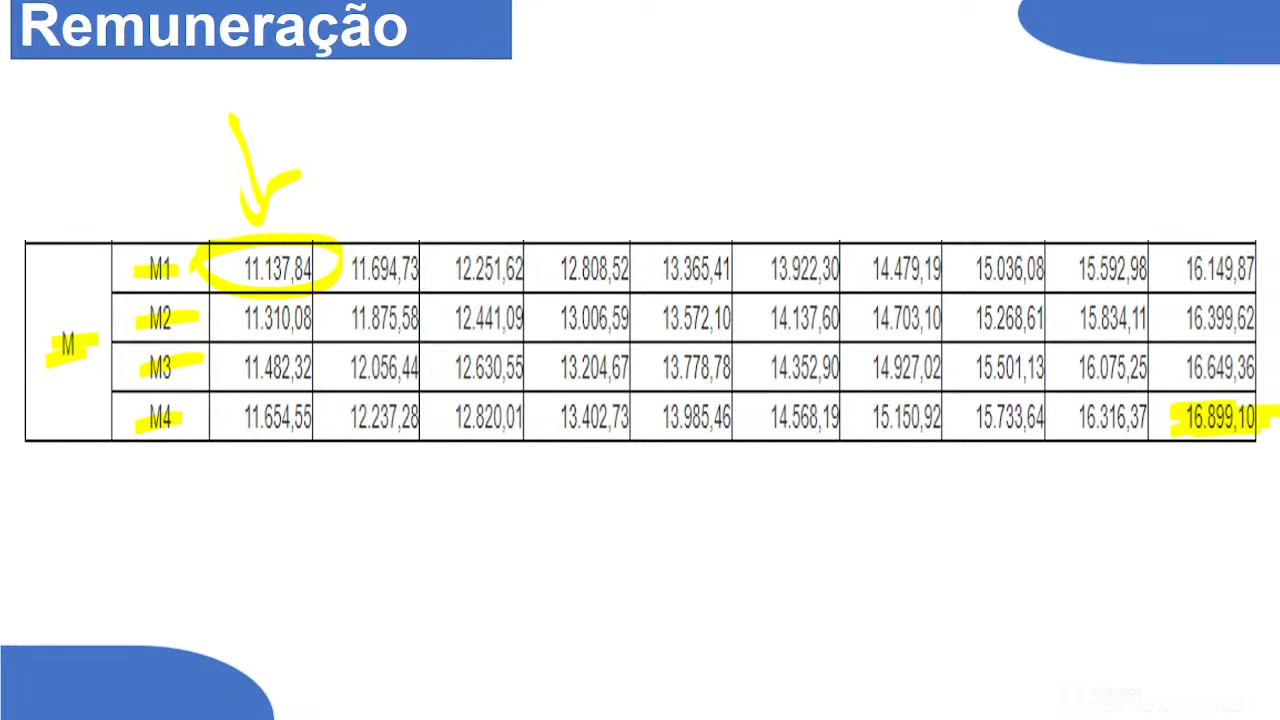 Remuneração
M1 11.137,84 11.694,73 12.251,62 12.808,52 13.365,41 13.922,30 14.479,19 15.036,08 15.592,98 16.149,87
M2 11.310,08 11.875,58 12.441,09 13.006,59 13.572,10 14.137,60 14.703,10 15.268,61 15.834,11 16.399,62
M
M3 11.482,32 12.056,44 12.630,55 13.204,67 13.778,78 14.352,90 14.927,02 15.501,13 16.075,25 16.649,36
M4 11.654,55 12.237,28 12.820,01 13.402,73 13.985,46 14.568,19 15.150,92 15.733,64 16.316,37 16.899,10